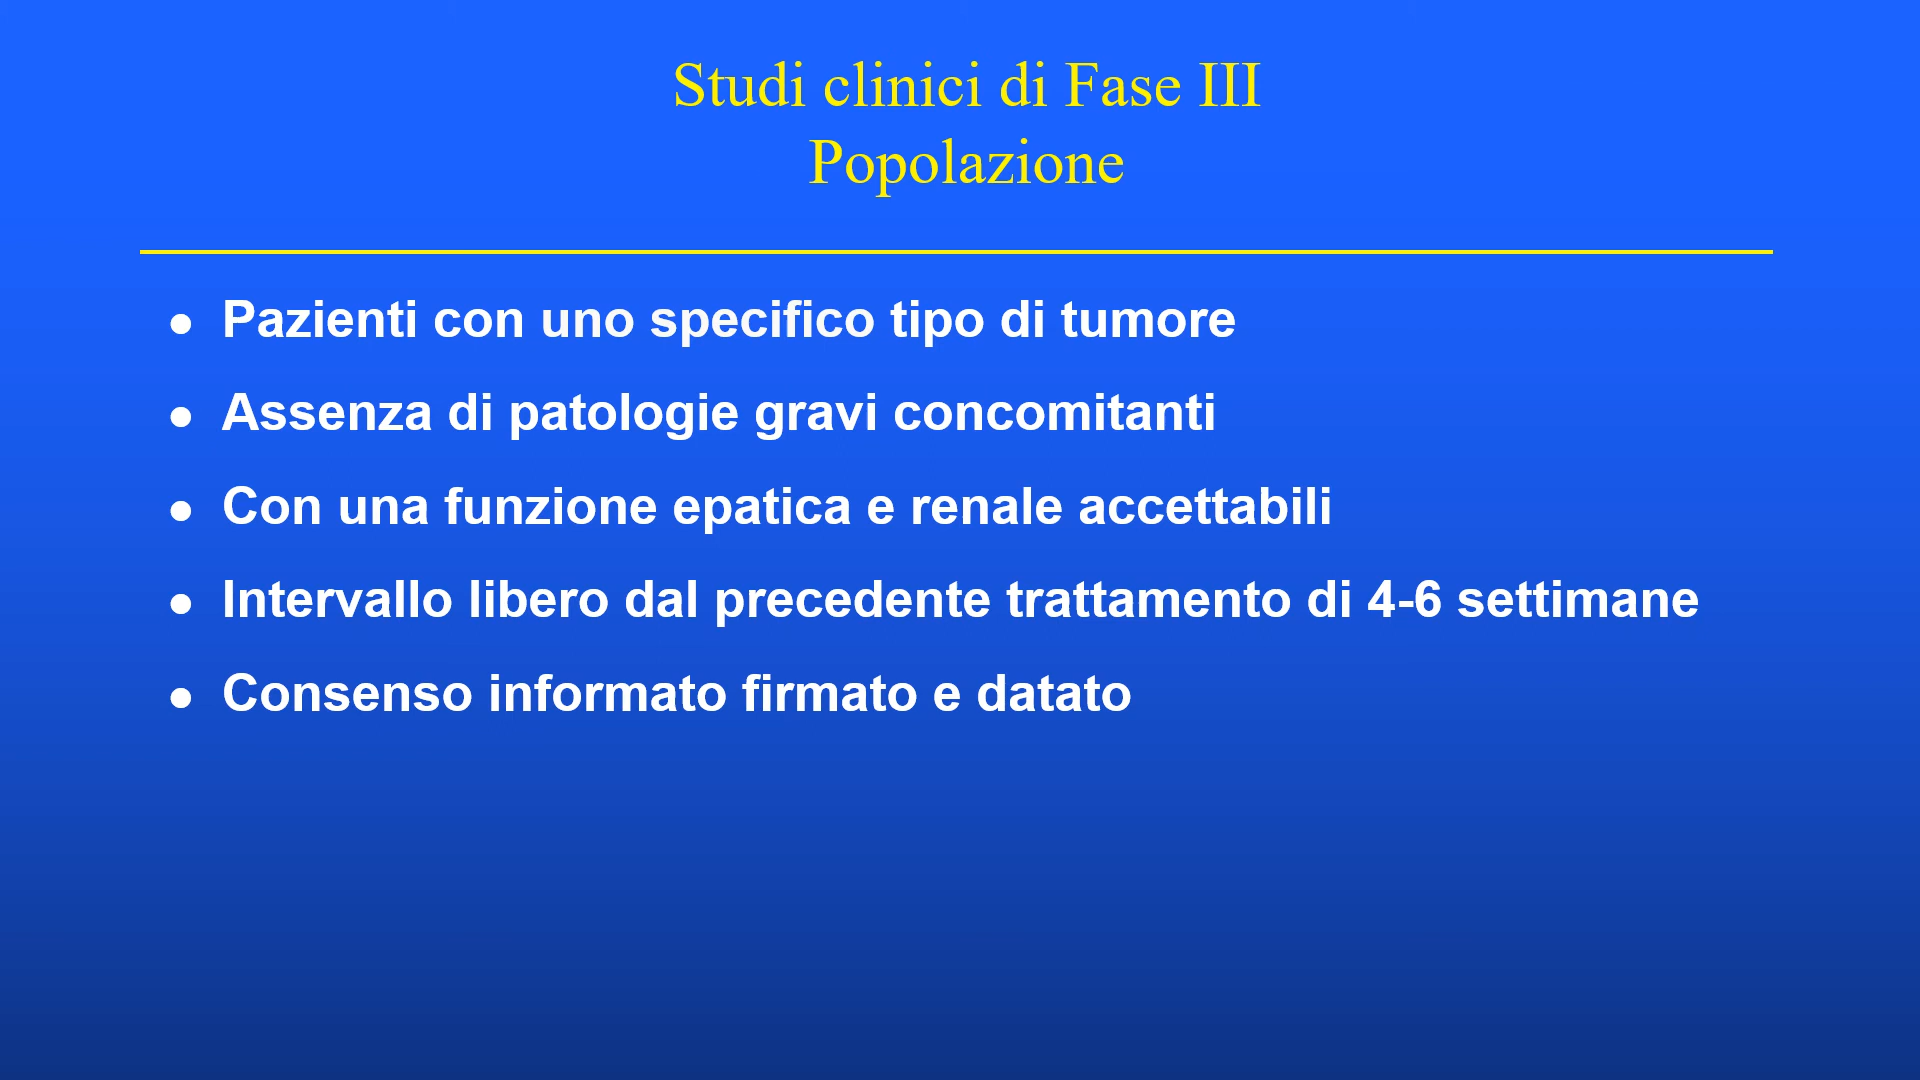 Studi clinici di Fase III
Popolazione
● Pazienti con uno specifico tipo di tumore
● Assenza di patologie gravi concomitanti
● Con una funzione epatica e renale accettabili
● Intervallo libero dal precedente trattamento di 4-6 settimane
● Consenso informato firmato e datato